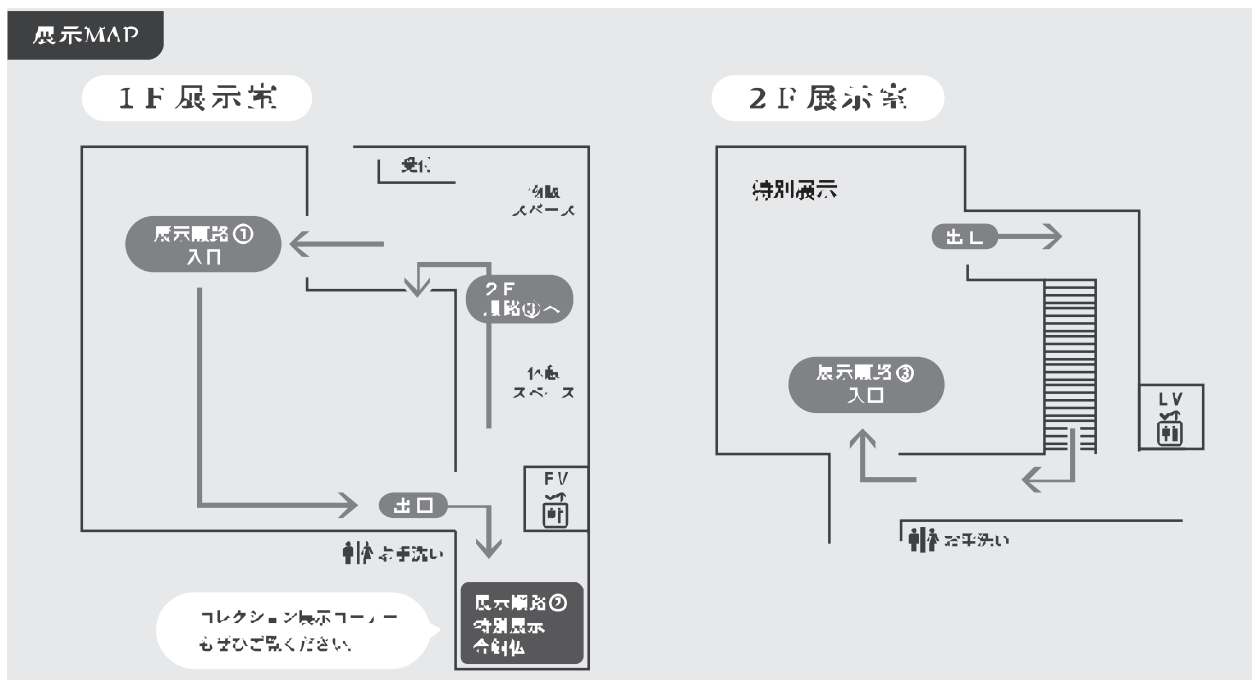 展示MAP
1F展示室
受付
物販
スペース
展示順路①
入口
2F
順路③へ
休憩
スペース
出口
EV
お手洗い
展示順路②
特別展示
コレクション展示コーナー
もぜひご覧ください。
2F展示室
特別展示
出口
展示順路③
入口
EV
お手洗い